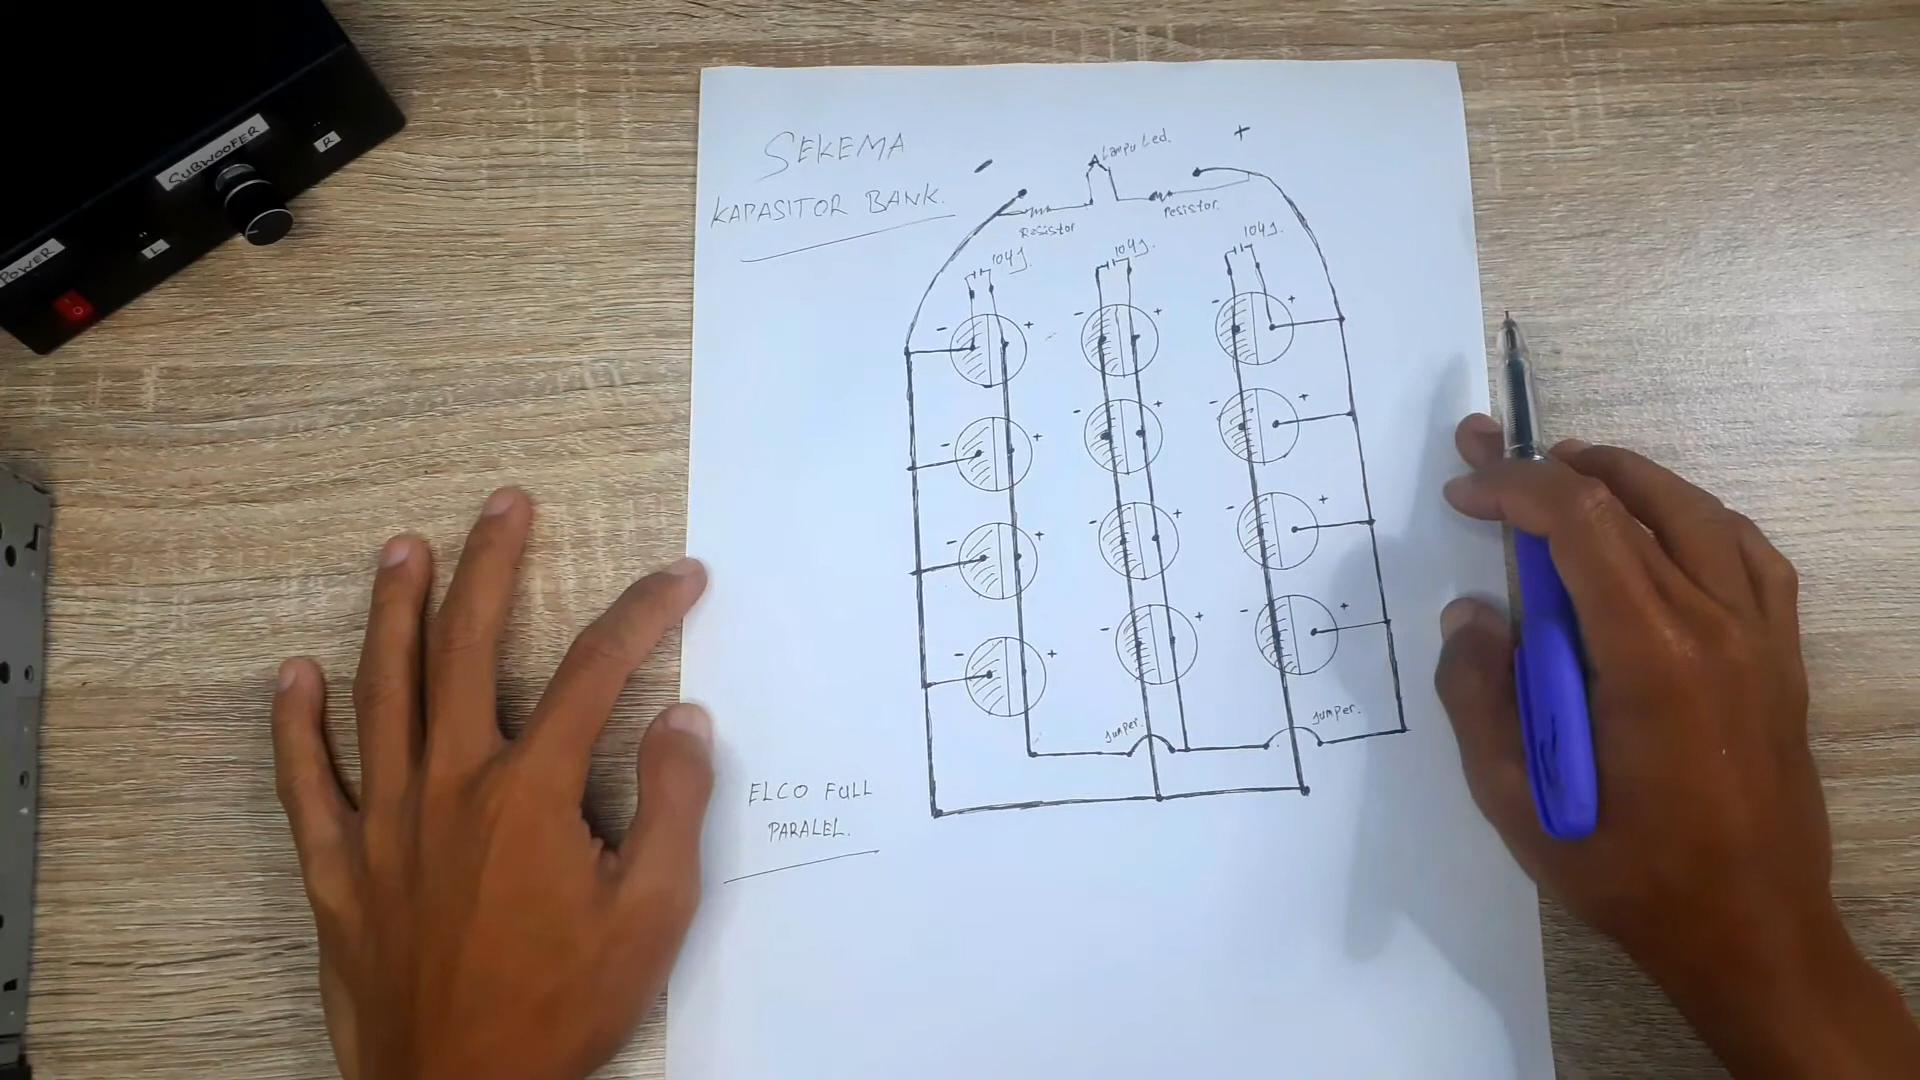 SUBWOOFER
R
L
POWER
SEKEMA
KAPASITOR BANK.
-
+
Lampu Led.
Resistor
Resistor.
104J.
104J.
104J.
- +
- +
- +
- +
- +
- +
- +
- +
- +
- +
- +
- +
Jumper.
Jumper.
ELCO FULL
PARALEL.